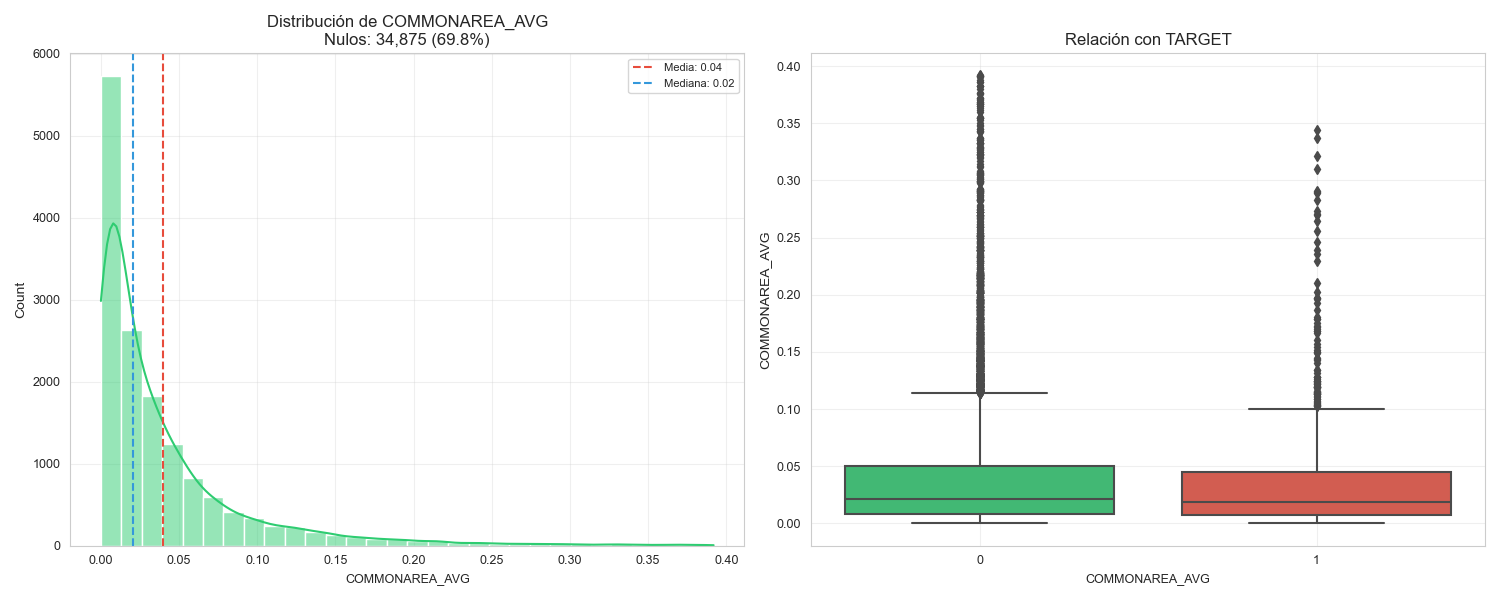 Distribución de COMMONAREA_AVG
Nulos: 34,875 (69.8%)
Media: 0.04
Mediana: 0.02
6000
5000
4000
3000
2000
1000
0
Count
0.00 0.05 0.10 0.15 0.20 0.25 0.30 0.35 0.40
COMMONAREA_AVG
Relación con TARGET
0.40
0.35
0.30
0.25
0.20
0.15
0.10
0.05
0.00
COMMONAREA_AVG
0 1
COMMONAREA_AVG